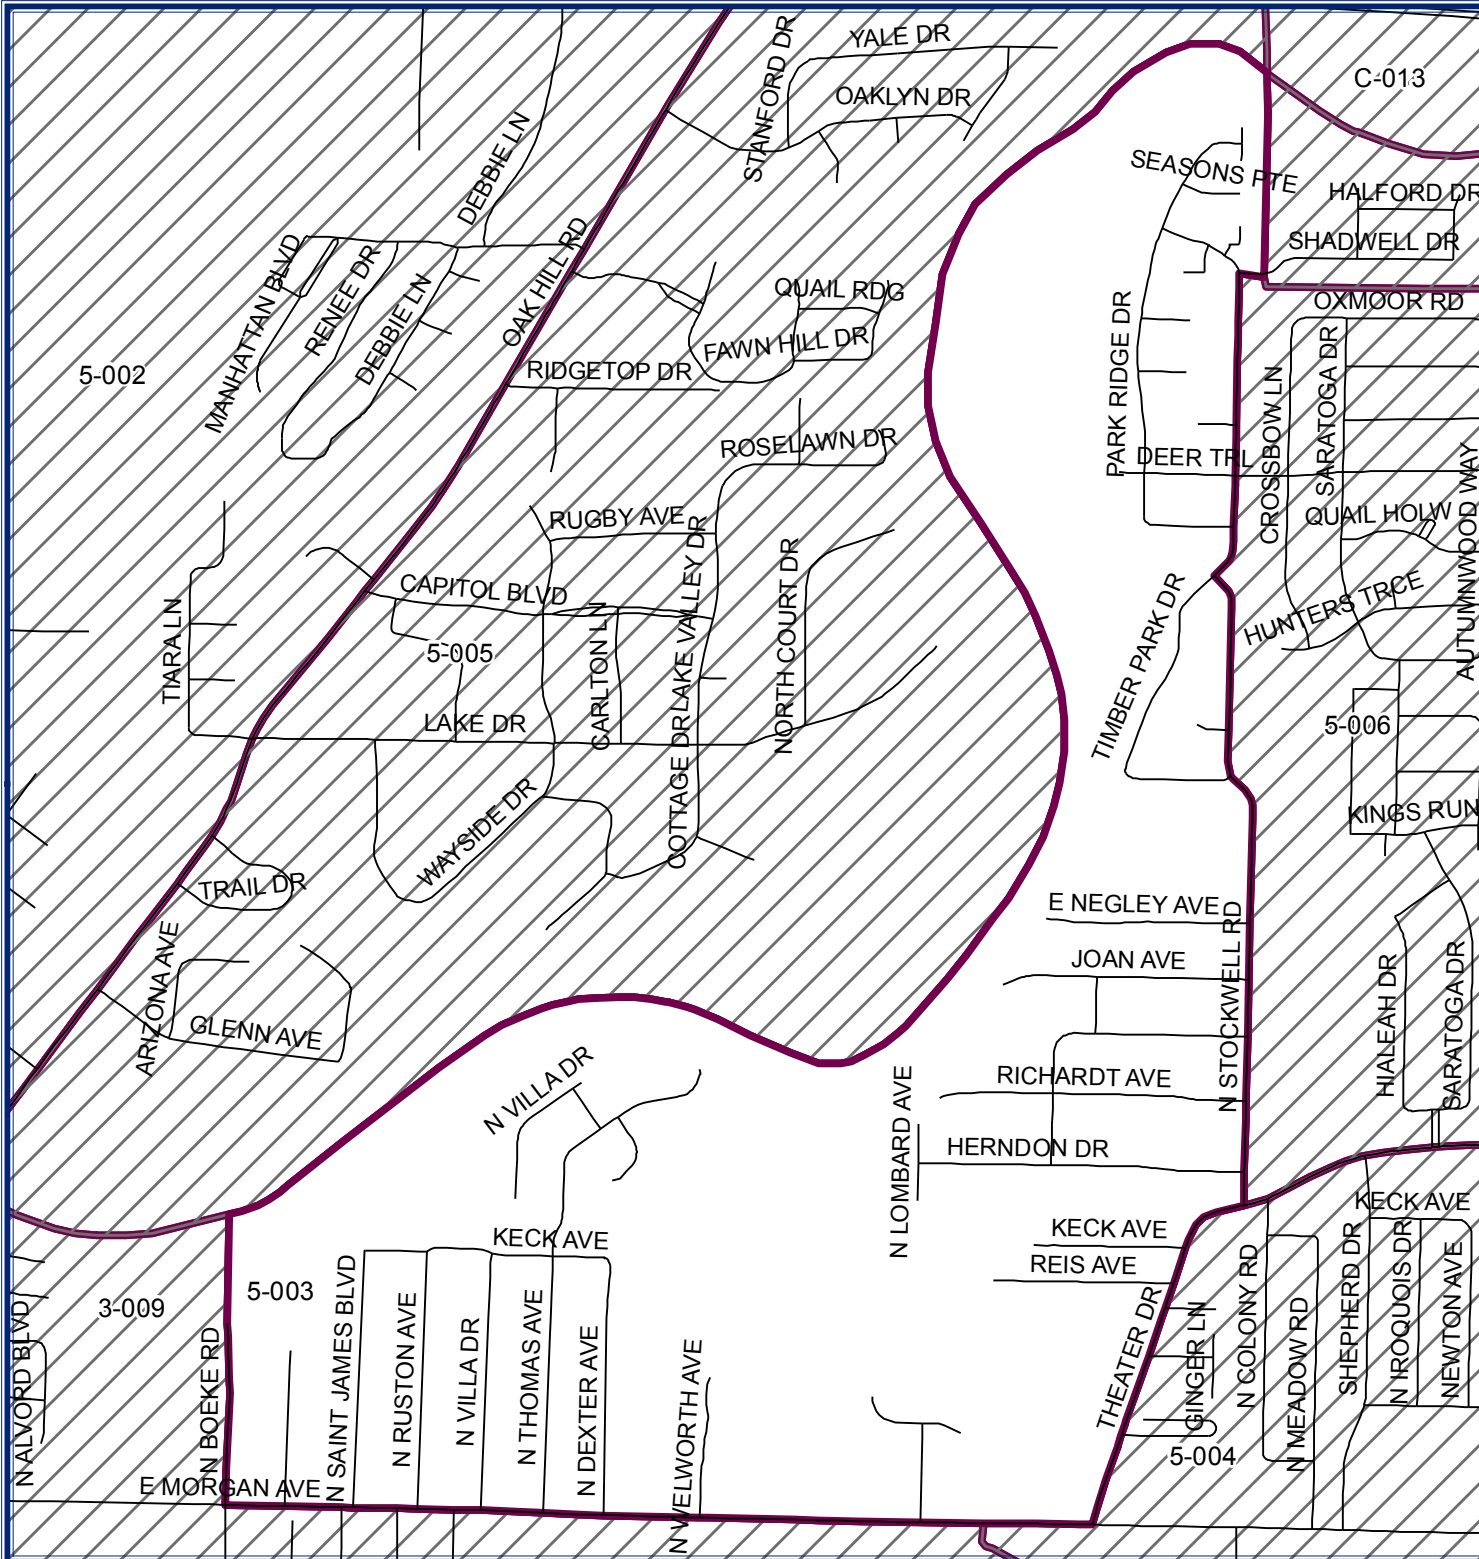 YALE DR
STANFORD DR
OAKLYN DR
C-013
DEBBIE LN
SEASONS PTE
HALFORD DR
SHADWELL DR
MANHATTAN BLVD
RENEE DR
DEBBIE LN
OAK HILL RD
QUAIL RDG
FAWN HILL DR
RIDGETOP DR
OXMOOR RD
PARK RIDGE DR
CROSSBOW LN
SARATOGA DR
5-002
ROSELAWN DR
DEER TRL
AUTUMNWOOD WAY
RUGBY AVE
QUAIL HOLW
CAPITOL BLVD
LAKE VALLEY DR
NORTH COURT DR
TIMBER PARK DR
HUNTERS TRCE
TIARA LN
5-005
CARLTON LN
COTTAGE DR
LAKE DR
5-006
WAYSIDE DR
KINGS RUN
TRAIL DR
E NEGLEY AVE
N STOCKWELL RD
ARIZONA AVE
JOAN AVE
HIALEAH DR
SARATOGA DR
GLENN AVE
N VILLA DR
RICHARDT AVE
N LOMBARD AVE
HERNDON DR
KECK AVE
KECK AVE
KECK AVE
REIS AVE
5-003
3-009
N ALVORD BLVD
N BOEKE RD
N SAINT JAMES BLVD
N RUSTON AVE
N VILLA DR
N THOMAS AVE
N DEXTER AVE
N WELWORTH AVE
THEATER DR
GINGER LN
N COLONY RD
N MEADOW RD
SHEPHERD DR
N IROQUOIS DR
NEWTON AVE
5-004
E MORGAN AVE